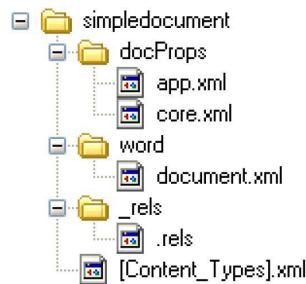 simpledocument
docProps
app.xml
core.xml
word
document.xml
_rels
.rels
[Content_Types].xml